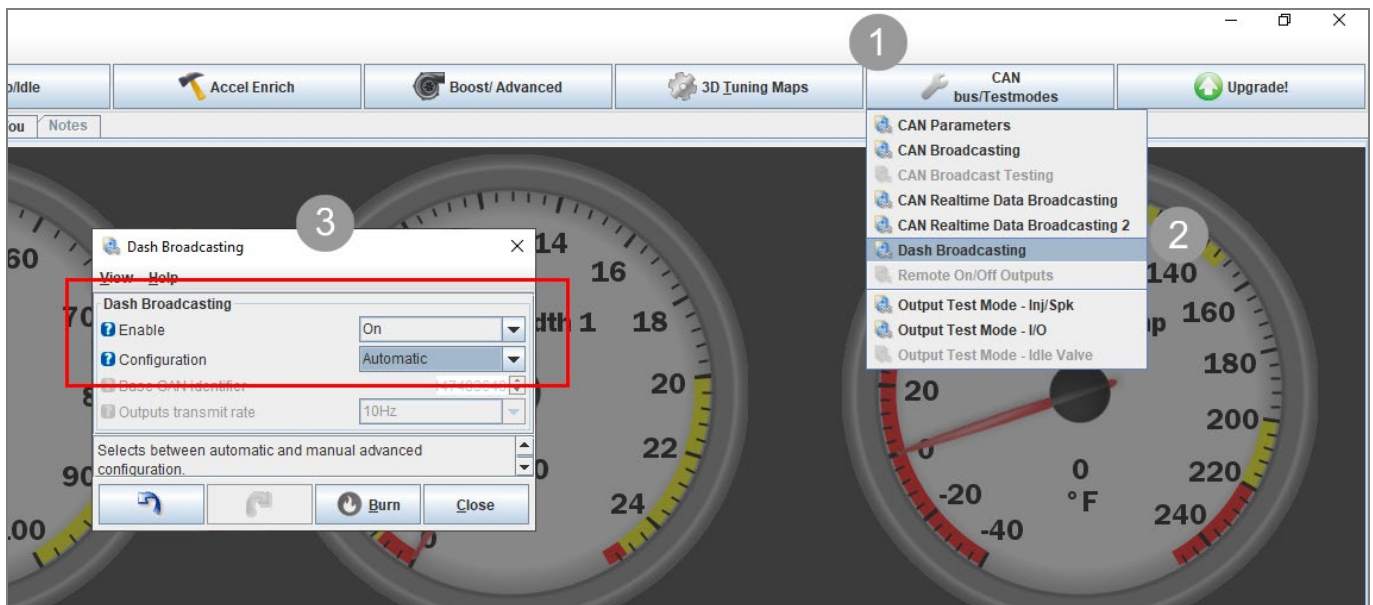 1
p/Idle
Accel Enrich
Boost/ Advanced
3D Tuning Maps
CAN
bus/Testmodes
Upgrade!
ou
Notes
CAN Parameters
CAN Broadcasting
CAN Broadcast Testing
CAN Realtime Data Broadcasting
CAN Realtime Data Broadcasting 2
Dash Broadcasting
2
Remote On/Off Outputs
Output Test Mode - Inj/Spk
Output Test Mode - I/O
Output Test Mode - Idle Valve
3
Dash Broadcasting
View Help
Dash Broadcasting
Enable
On
Configuration
Automatic
Base CAN identifier
Outputs transmit rate
10Hz
Selects between automatic and manual advanced
configuration.
Burn
Close
60
70
90
100
14
16
dth 1
18
20
22
24
0
140
160
180
200
220
240
20
0
-20
-40
0
°F